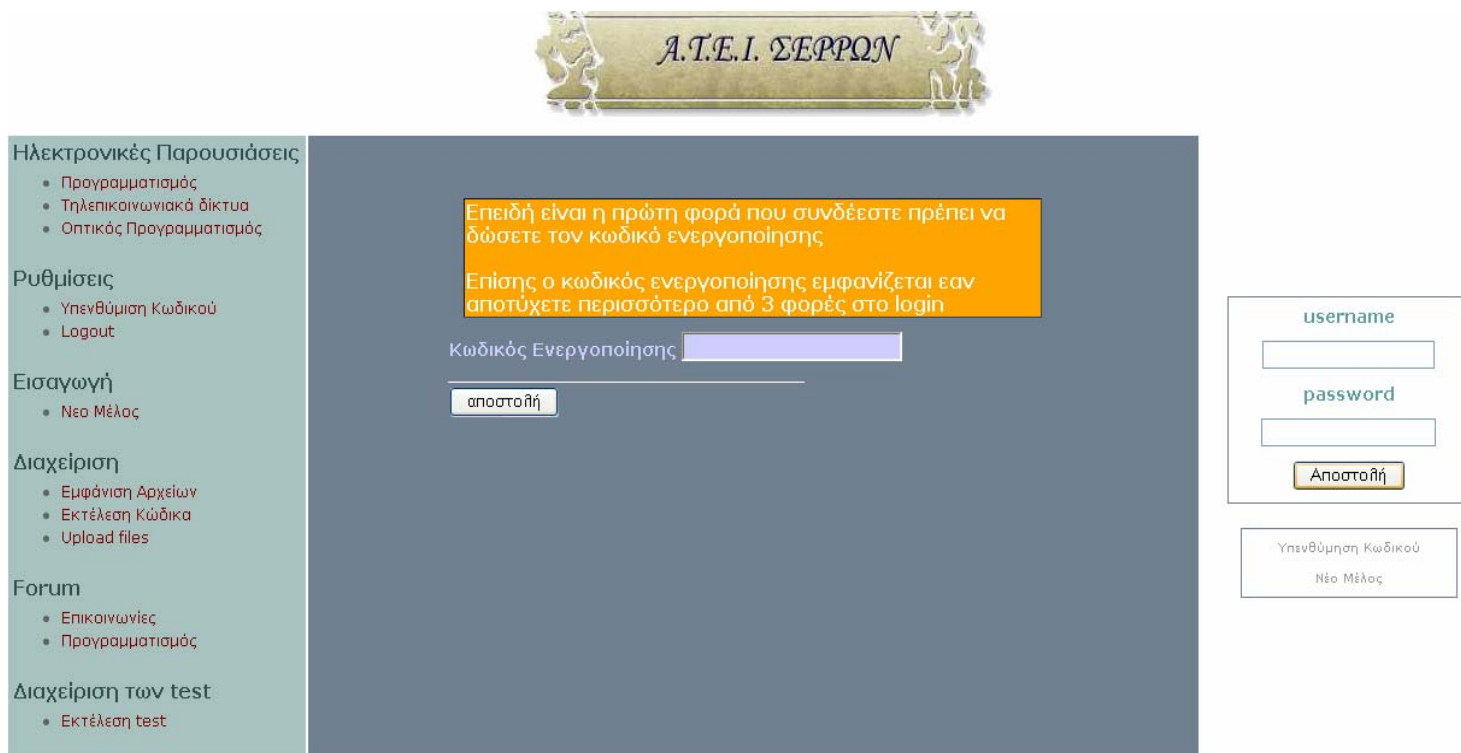 Α.Τ.Ε.Ι. ΣΕΡΡΩΝ
Ηλεκτρονικές Παρουσιάσεις
Προγραμματισμός
Τηλεπικοινωνιακά δίκτυα
Οπτικός Προγραμματισμός
Ρυθμίσεις
Υπενθύμιση Κωδικού
Logout
Εισαγωγή
Νεο Μέλος
Διαχείριση
Εμφάνιση Αρχείων
Εκτέλεση Κώδικα
Upload files
Forum
Επικοινωνίες
Προγραμματισμός
Διαχείριση των test
Εκτέλεση test
Επειδή είναι η πρώτη φορά που συνδέεστε πρέπει να
δώσετε τον κωδικό ενεργοποίησης
Επίσης ο κωδικός ενεργοποίησης εμφανίζεται εαν
αποτύχετε περισσότερο από 3 φορές στο login
Κωδικός Ενεργοποίησης
αποστολή
username
password
Αποστολή
Υπενθύμηση Κωδικού
Νέο Μέλος